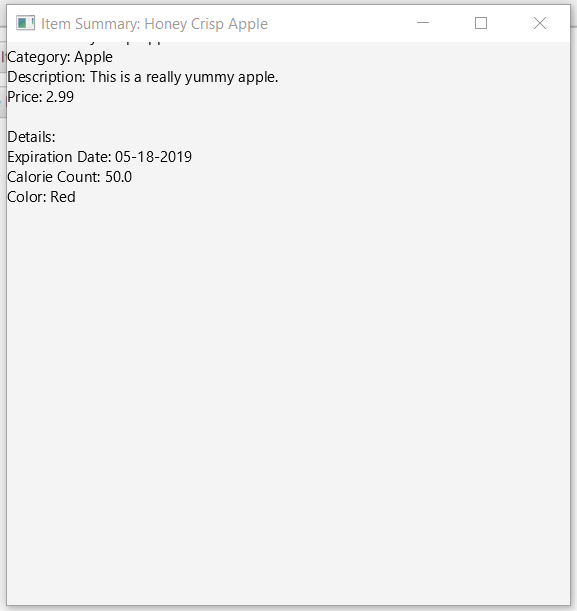 Item Summary: Honey Crisp Apple
Category: Apple
Description: This is a really yummy apple.
Price: 2.99
Details:
Expiration Date: 05-18-2019
Calorie Count: 50.0
Color: Red